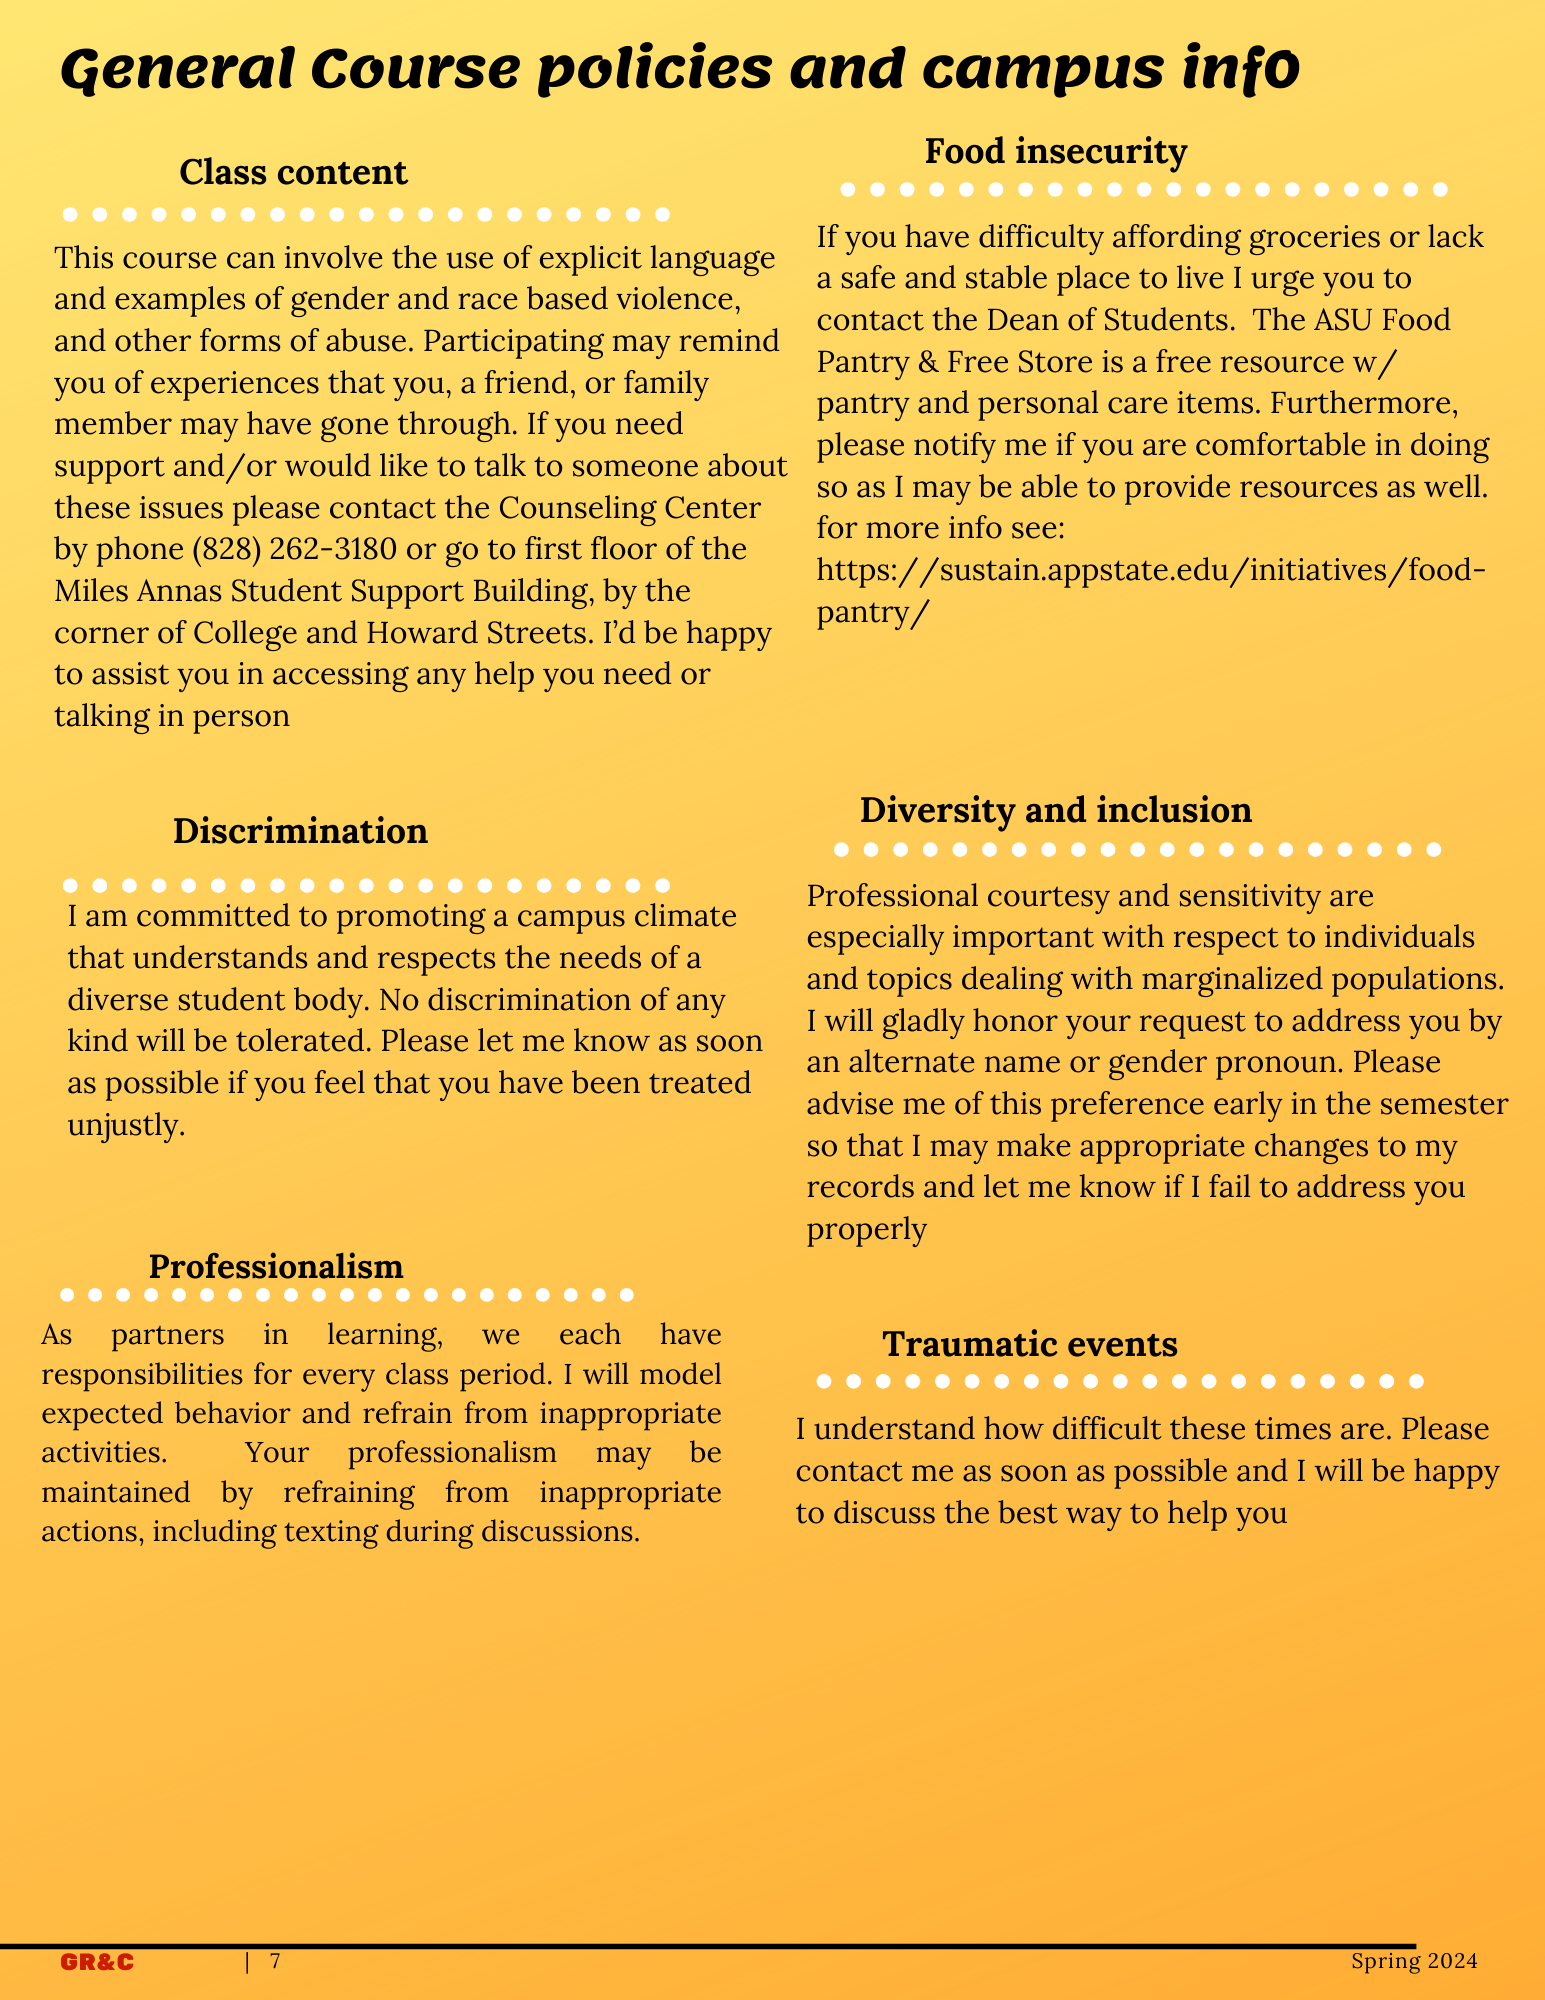 General Course policies and campus inf0
Class content
This course can involve the use of explicit language
and examples of gender and race based violence,
and other forms of abuse. Participating may remind
you of experiences that you, a friend, or family
member may have gone through. If you need
support and/or would like to talk to someone about
these issues please contact the Counseling Center
by phone (828) 262-3180 or go to first floor of the
Miles Annas Student Support Building, by the
corner of College and Howard Streets. I’d be happy
to assist you in accessing any help you need or
talking in person
Discrimination
I am committed to promoting a campus climate
that understands and respects the needs of a
diverse student body. No discrimination of any
kind will be tolerated. Please let me know as soon
as possible if you feel that you have been treated
unjustly.
Professionalism
As partners in learning, we each have
responsibilities for every class period. I will model
expected behavior and refrain from inappropriate
activities. Your professionalism may be
maintained by refraining from inappropriate
actions, including texting during discussions.
Food insecurity
If you have difficulty affording groceries or lack
a safe and stable place to live I urge you to
contact the Dean of Students. The ASU Food
Pantry & Free Store is a free resource w/
pantry and personal care items. Furthermore,
please notify me if you are comfortable in doing
so as I may be able to provide resources as well.
for more info see:
https://sustain.appstate.edu/initiatives/food-
pantry/
Diversity and inclusion
Professional courtesy and sensitivity are
especially important with respect to individuals
and topics dealing with marginalized populations.
I will gladly honor your request to address you by
an alternate name or gender pronoun. Please
advise me of this preference early in the semester
so that I may make appropriate changes to my
records and let me know if I fail to address you
properly
Traumatic events
I understand how difficult these times are. Please
contact me as soon as possible and I will be happy
to discuss the best way to help you
GR&C | 7 Spring 2024